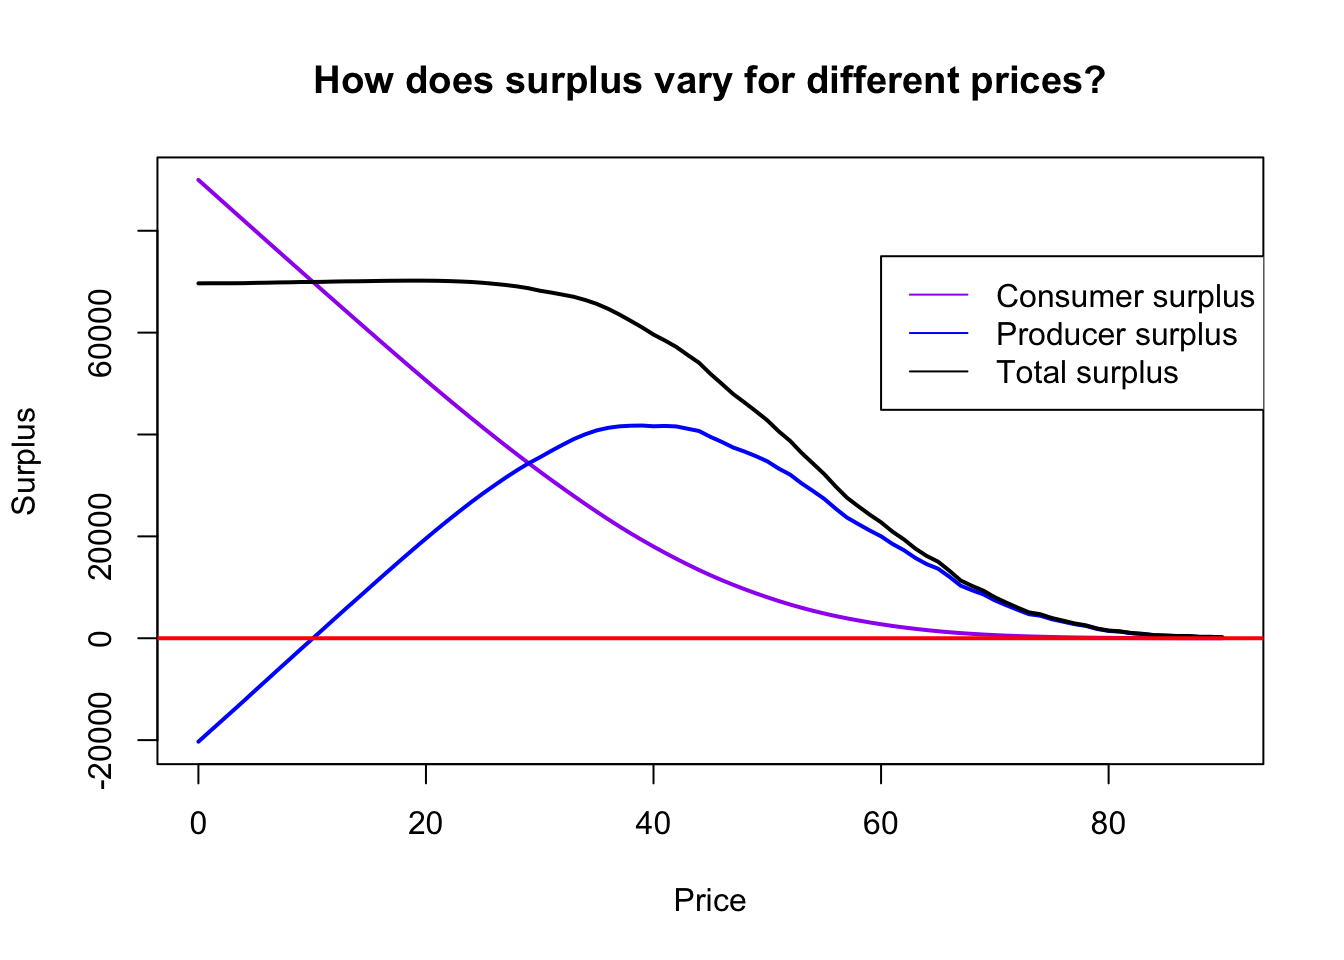 How does surplus vary for different prices?
Surplus
60000
20000
0
-20000
Consumer surplus
Producer surplus
Total surplus
0 20 40 60 80
Price